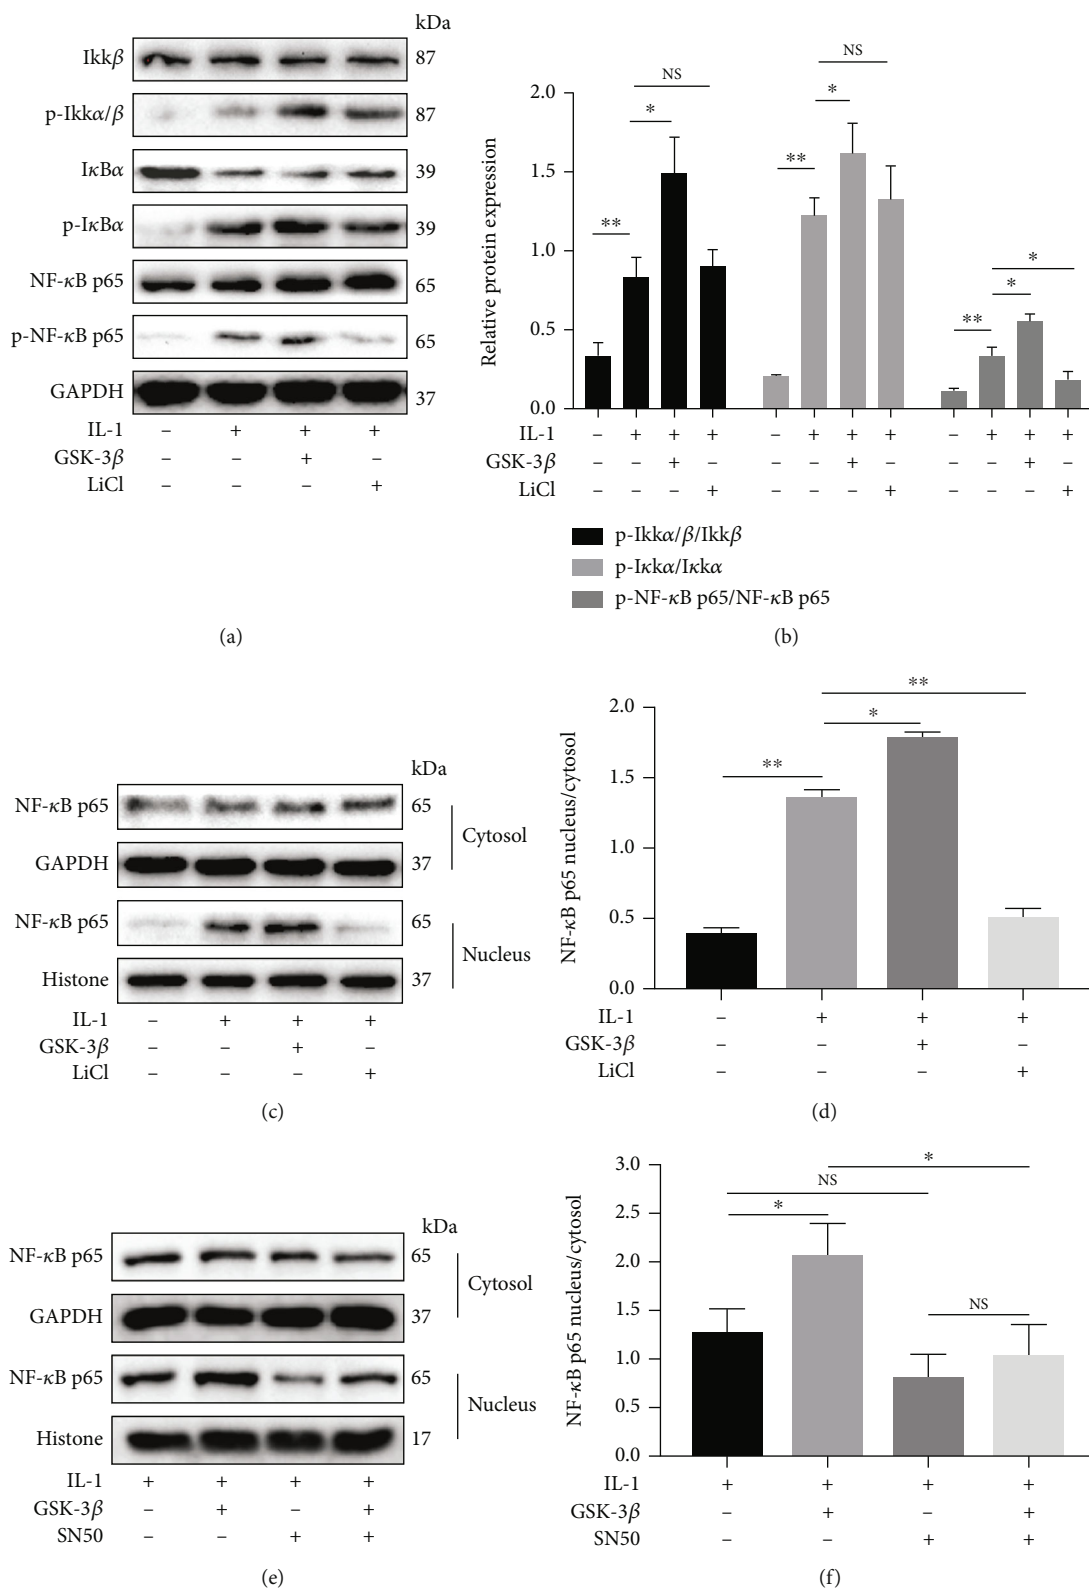 kDa
Ikkβ 87
p-Ikkα/β 87
IκBα 39
p-IκBα 39
NF-κB p65 65
p-NF-κB p65 65
GAPDH 37
IL-1 – + + +
GSK-3β – – + –
LiCl – – – +
(a)
Relative protein expression
2.0
1.5
1.0
0.5
0.0
** * NS
** * NS
** * *
IL-1 – + + + – + + + – + + +
GSK-3β – – + – – – + – – – + –
LiCl – – – + – – – + – – – +
p-Ikkα/β/Ikkβ
p-Iκkα/Iκkα
p-NF-κB p65/NF-κB p65
(b)
kDa
NF-κB p65 65
Cytosol
GAPDH 37
NF-κB p65 65
Nucleus
Histone 37
IL-1 – + + +
GSK-3β – – + –
LiCl – – – +
(c)
NF-κB p65 nucleus/cytosol
2.0
1.5
1.0
0.5
0.0
**
*
**
IL-1 – + + +
GSK-3β – – + –
LiCl – – – +
(d)
kDa
NF-κB p65 65
Cytosol
GAPDH 37
NF-κB p65 65
Nucleus
Histone 17
IL-1 + + + +
GSK-3β – + – +
SN50 – – + +
(e)
NF-κB p65 nucleus/cytosol
3.0
2.5
2.0
1.5
1.0
0.5
0.0
*
NS
*
NS
IL-1 + + + +
GSK-3β – + – +
SN50 – – + +
(f)